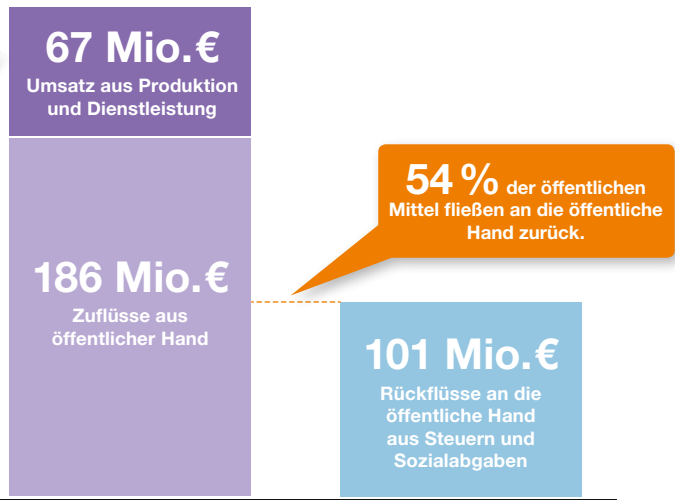 67 Mio. €
Umsatz aus Produktion
und Dienstleistung
54 % der öffentlichen
Mittel fließen an die öffentliche
Hand zurück.
186 Mio. €
Zuflüsse aus
öffentlicher Hand
101 Mio. €
Rückflüsse an die
öffentliche Hand
aus Steuern und
Sozialabgaben